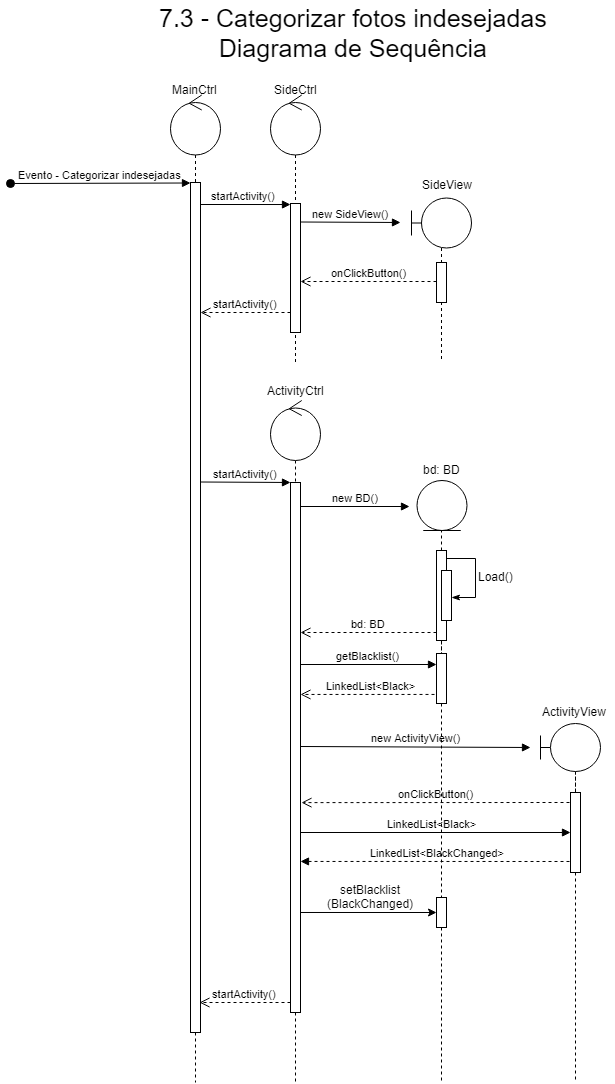 7.3 - Categorizar fotos indesejadas
Diagrama de Sequência
MainCtrl
SideCtrl
Evento - Categorizar indesejadas
SideView
startActivity()
new SideView()
onClickButton()
startActivity()
ActivityCtrl
startActivity()
bd: BD
new BD()
Load()
bd: BD
getBlacklist()
LinkedList<Black>
ActivityView
new ActivityView()
onClickButton()
LinkedList<Black>
LinkedList<BlackChanged>
setBlacklist
(BlackChanged)
startActivity()